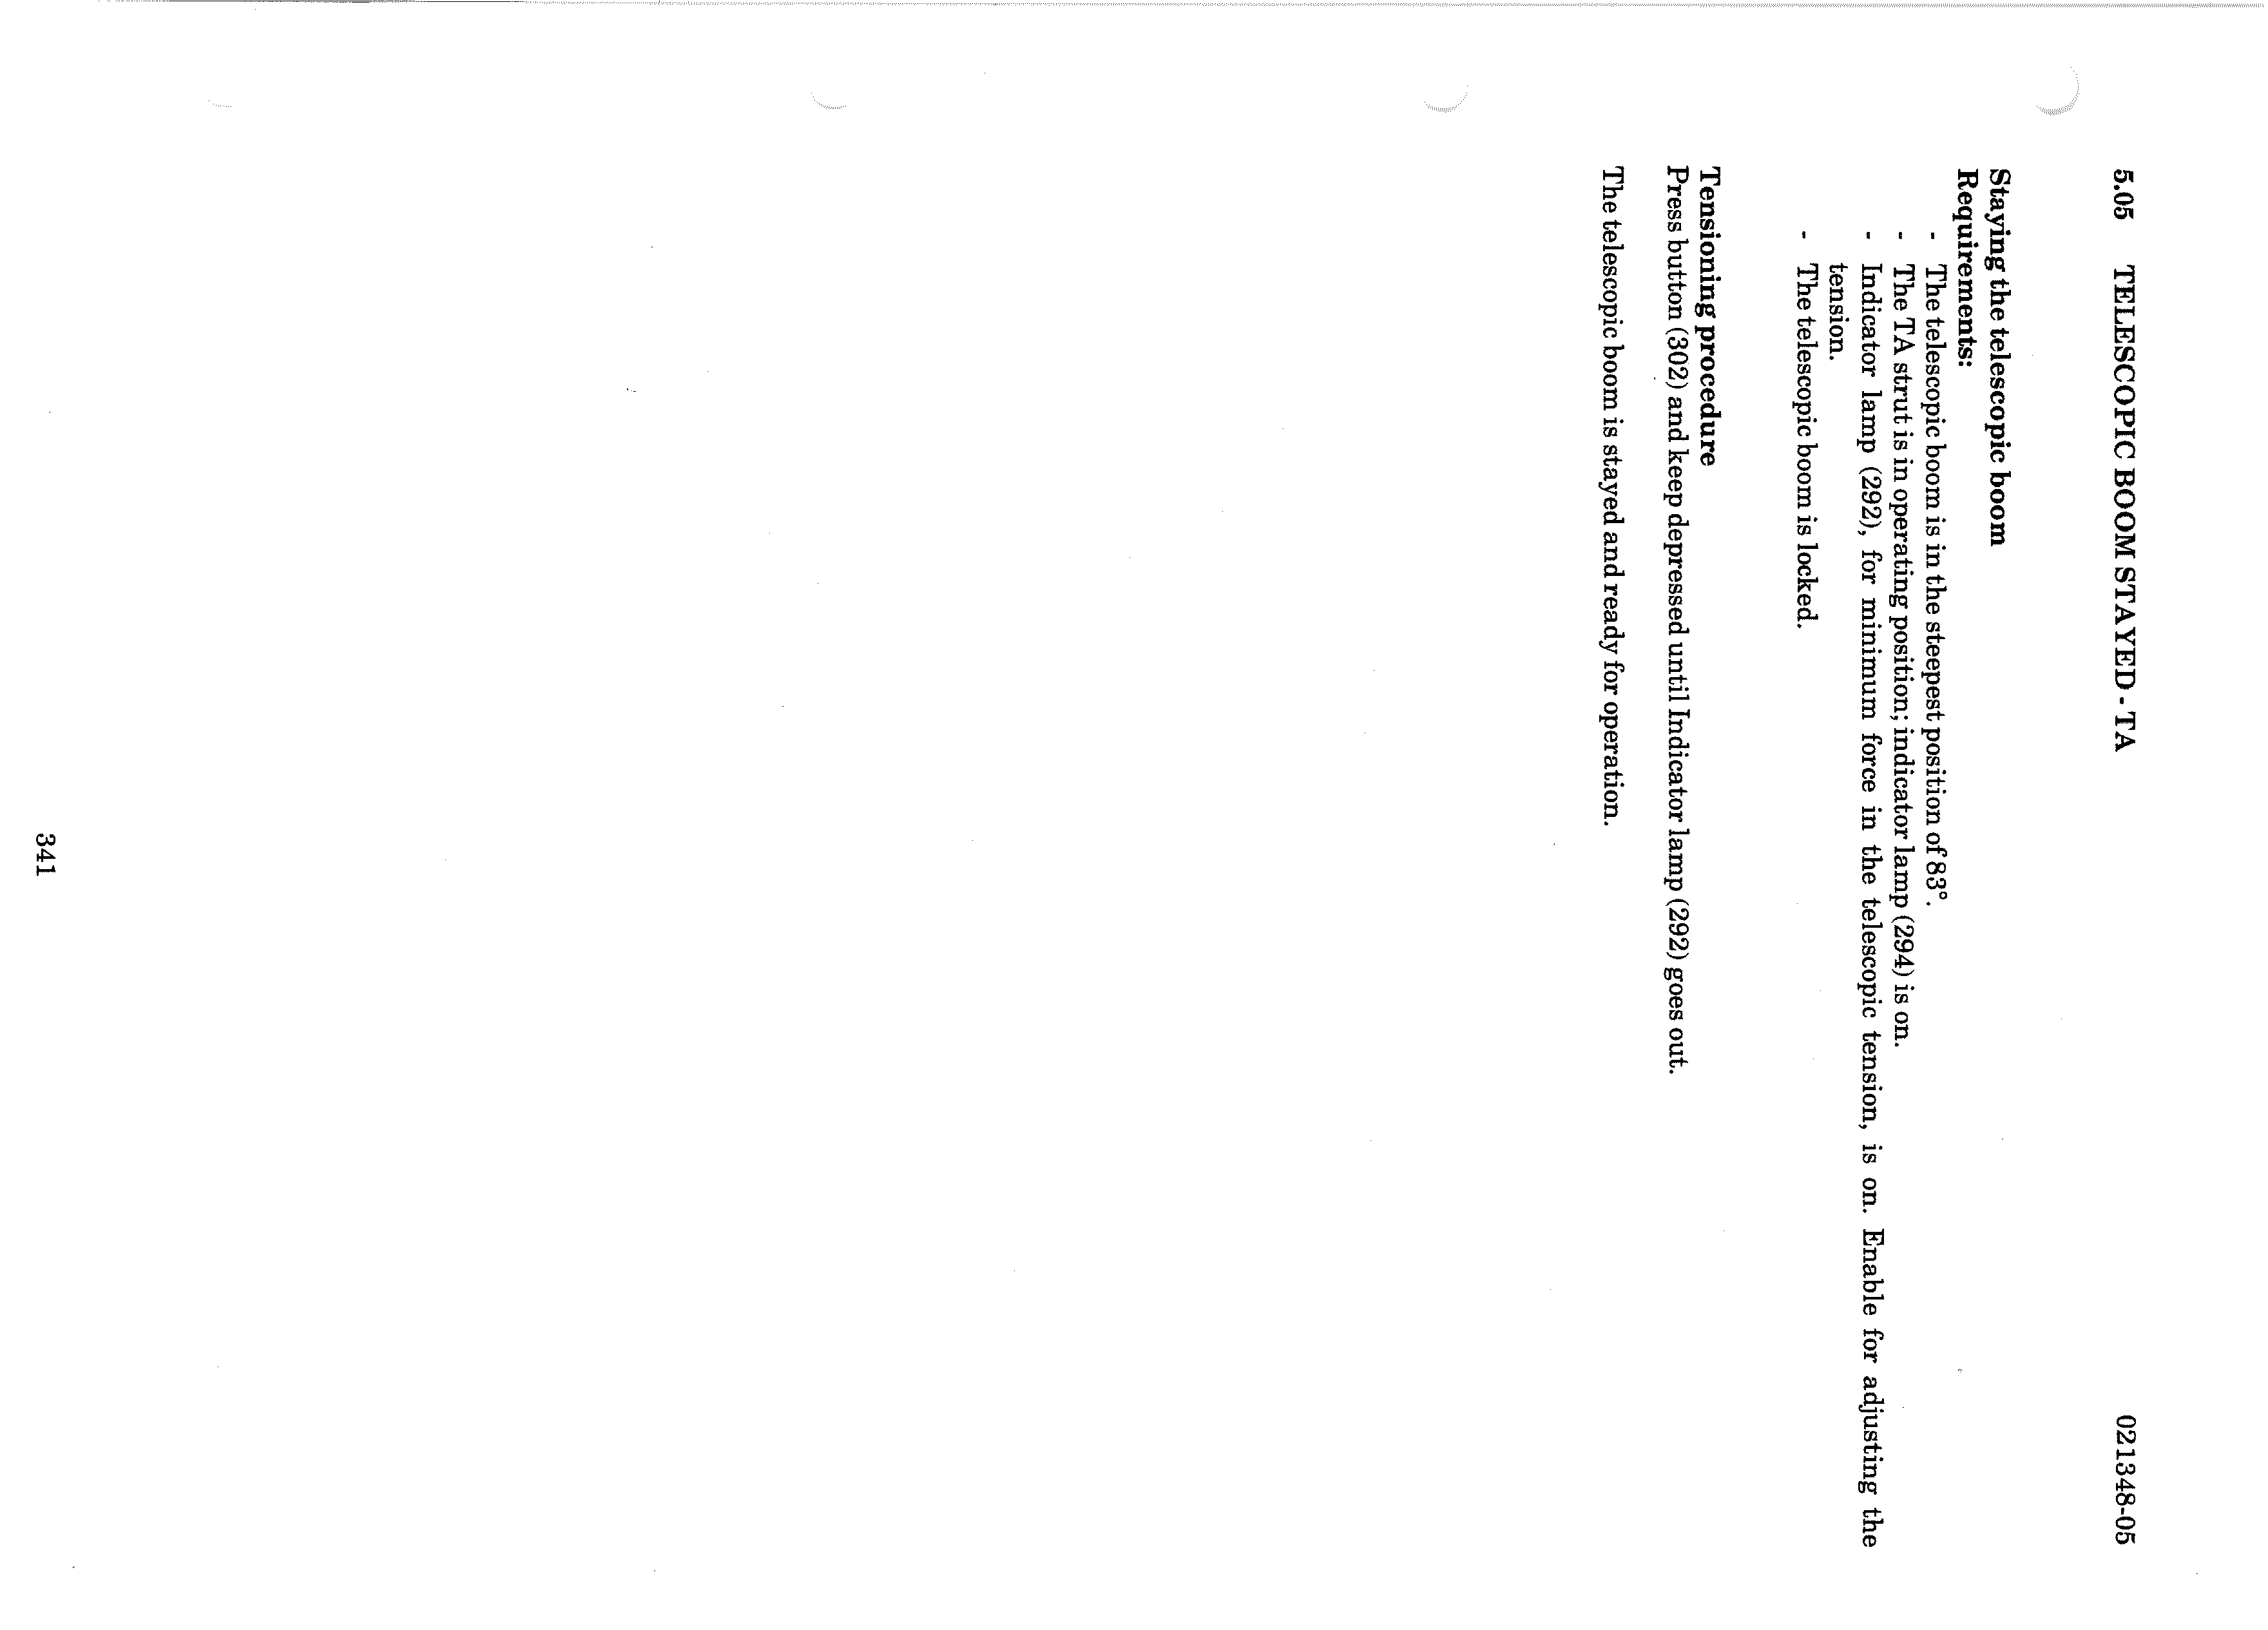 5.05 TELESCOPIC BOOM STAYED - TA 021348-05
Staying the telescopic boom
Requirements:
- The telescopic boom is in the steepest position of 83°.
- The TA strut is in operating position; indicator lamp (294) is on.
- Indicator lamp (292), for minimum force in the telescopic tension, is on. Enable for adjusting the
tension.
- The telescopic boom is locked.
Tensioning procedure
Press button (302) and keep depressed until Indicator lamp (292) goes out.
The telescopic boom is stayed and ready for operation.
341